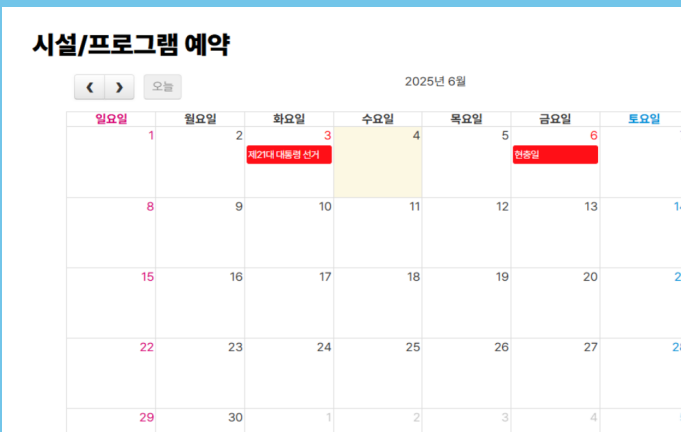 시설/프로그램 예약
오늘
2025년 6월
일요일 월요일 화요일 수요일 목요일 금요일 토요일
1 2 3 4 5 6
제21대 대통령 선거 현충일
8 9 10 11 12 13
15 16 17 18 19 20
22 23 24 25 26 27
29 30 1 2 3 4